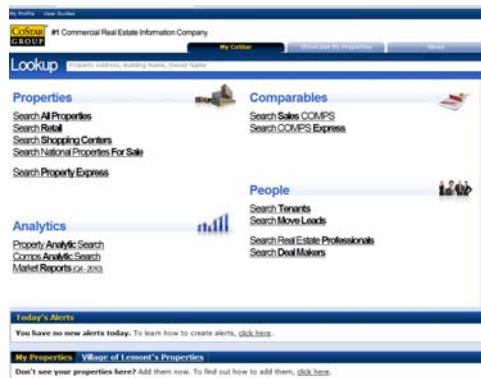 My Profile User Guides
COSTAR GROUP #1 Commercial Real Estate Information Company
My CoStar Showcase My Properties News
Lookup Property Address, Building Name, Owner Name
Properties
Search All Properties
Search Retail
Search Shopping Centers
Search National Properties For Sale
Search Property Express
Comparables
Search Sales COMPS
Search COMPS Express
People
Search Tenants
Search Move Leads
Search Real Estate Professionals
Search Deal Makers
Analytics
Property Analytic Search
Comps Analytic Search
Market Reports (Q4 - 2010)
Today's Alerts
You have no new alerts today. To learn how to create alerts, click here.
My Properties Village of Lemont's Properties
Don't see your properties here? Add them now. To find out how to add them, click here.